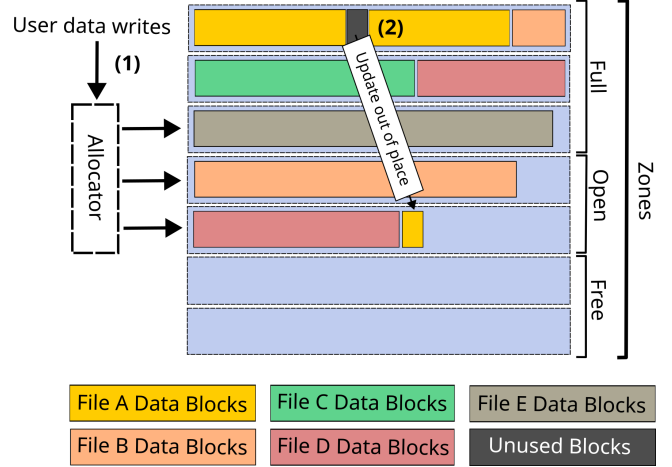 User data writes
(1)
(2)
Update out of place
Allocator
Full
Open
Free
Zones
File A Data Blocks
File C Data Blocks
File E Data Blocks
File B Data Blocks
File D Data Blocks
Unused Blocks